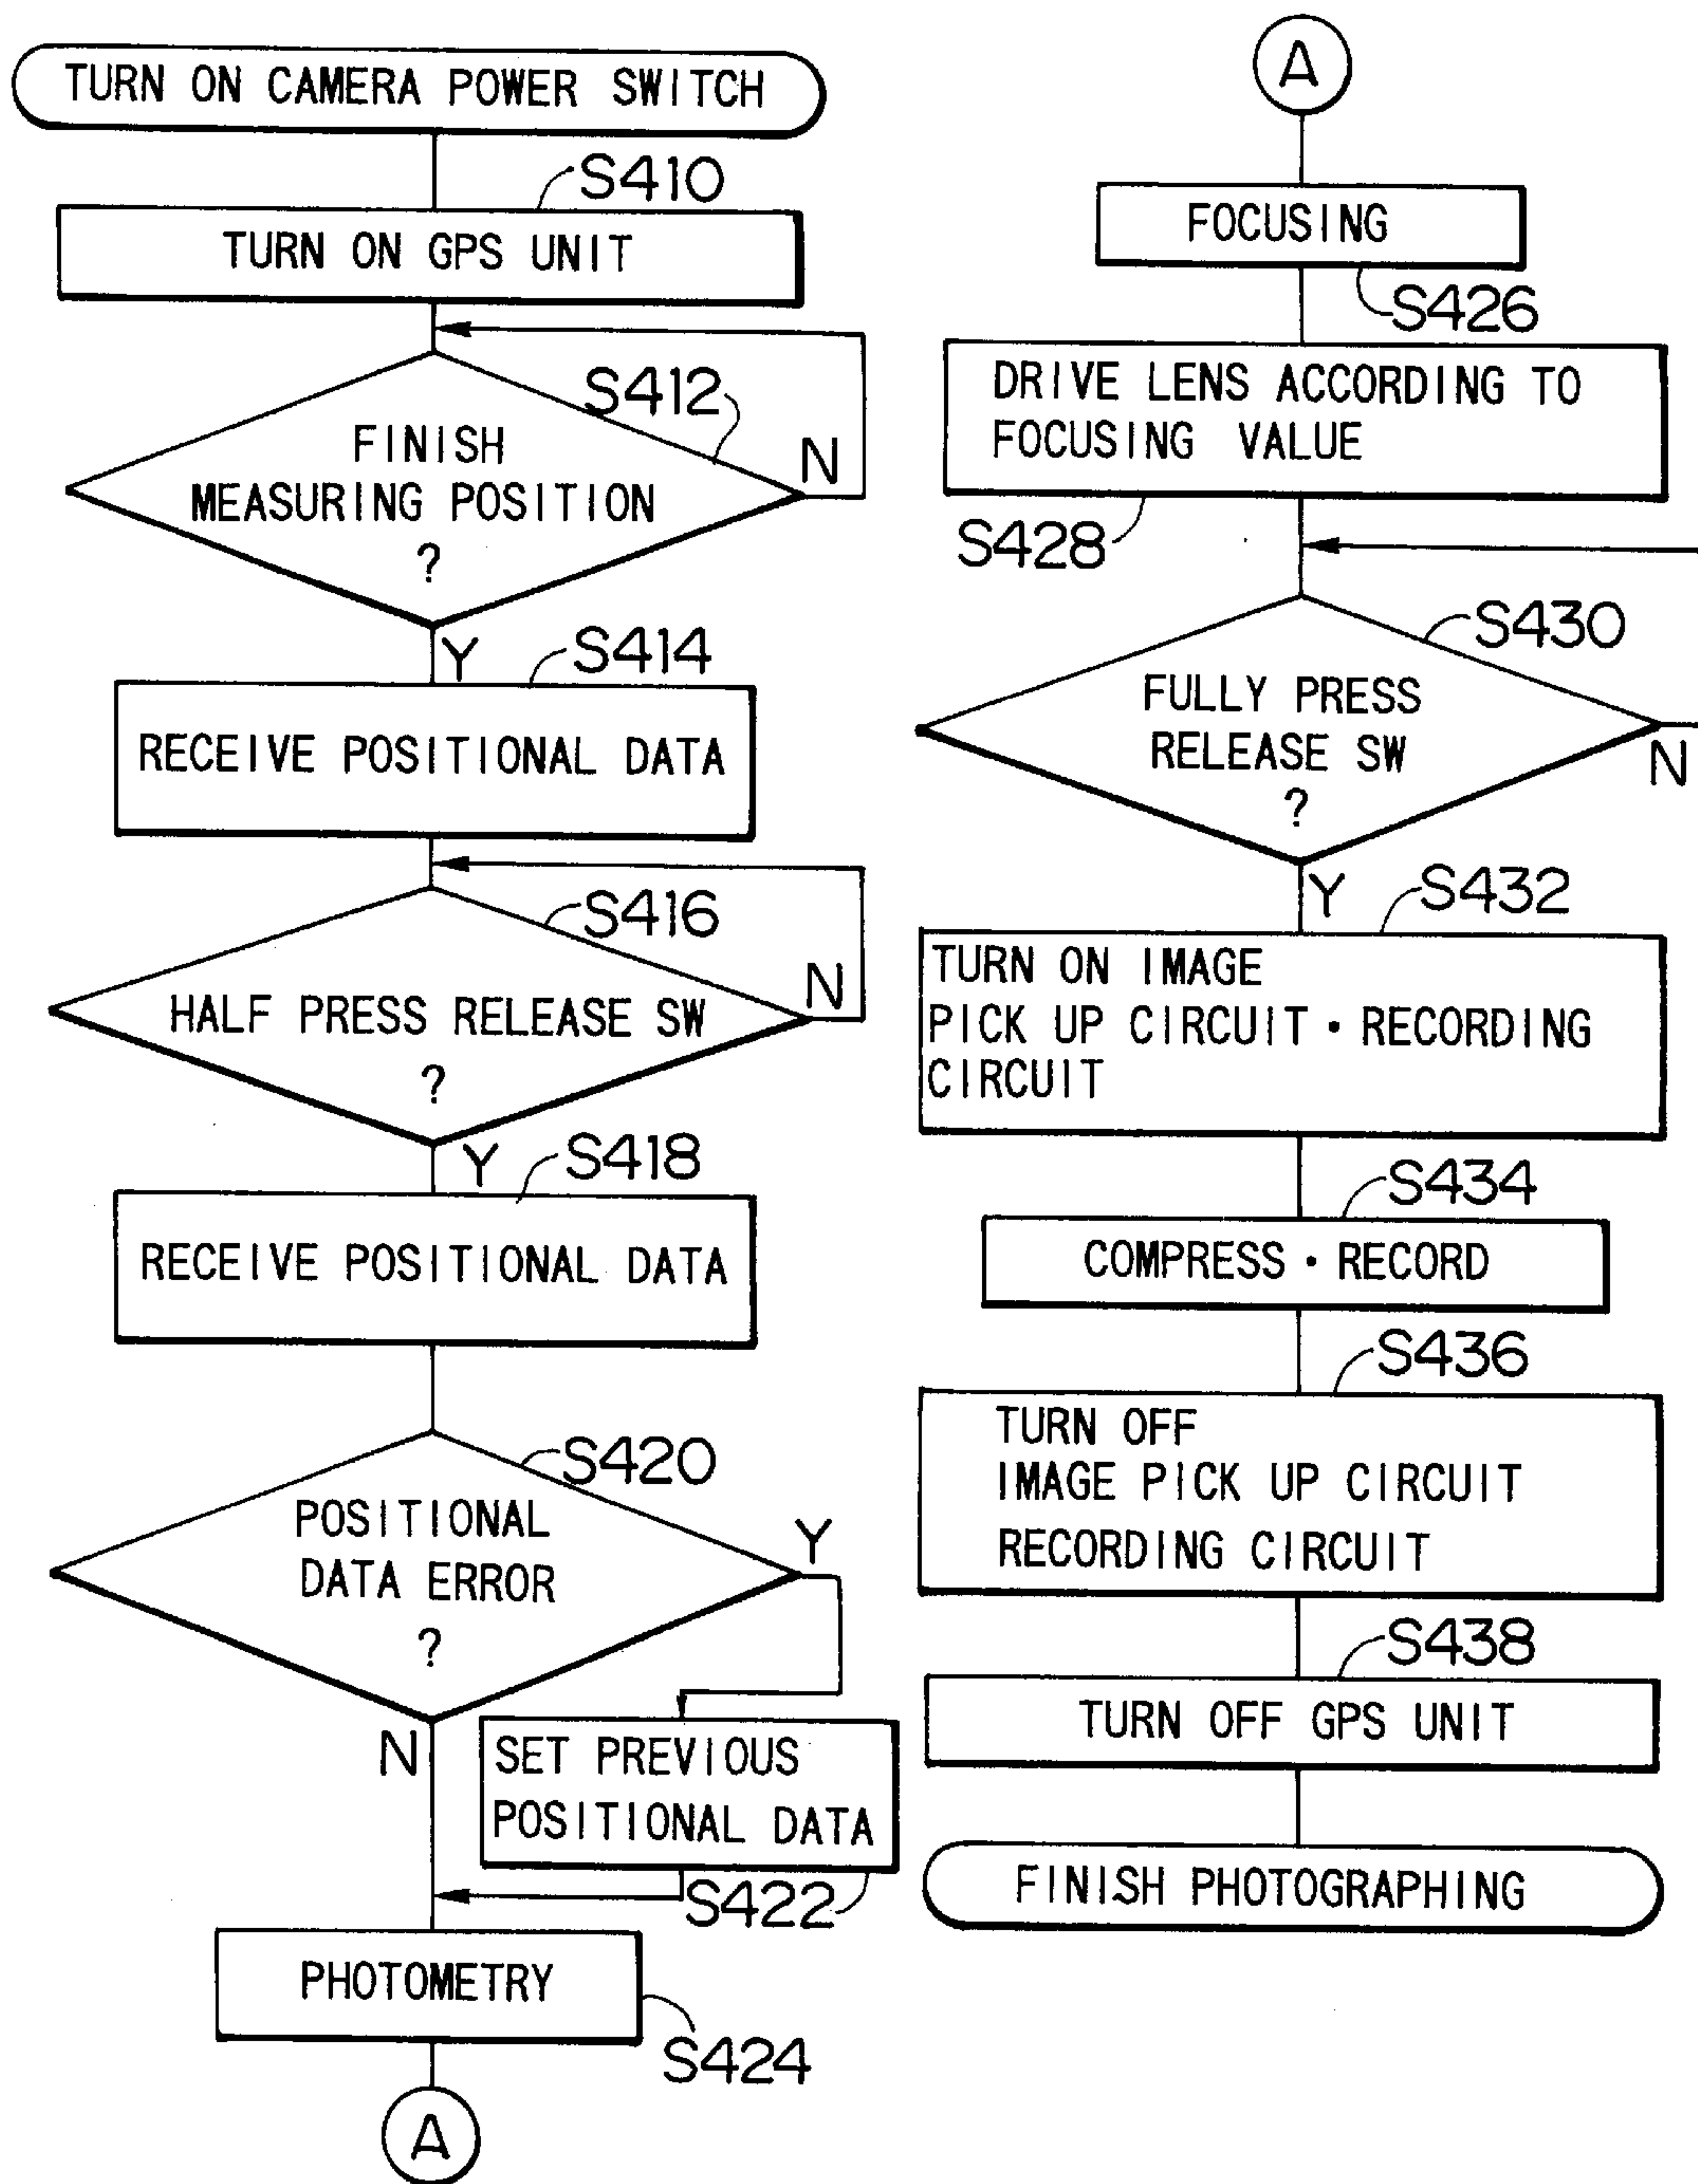 TURN ON CAMERA POWER SWITCH
S410
TURN ON GPS UNIT
S412
FINISH
MEASURING POSITION
?
N
Y
S414
RECEIVE POSITIONAL DATA
S416
HALF PRESS RELEASE SW
?
N
Y
S418
RECEIVE POSITIONAL DATA
S420
POSITIONAL
DATA ERROR
?
Y
N
SET PREVIOUS
POSITIONAL DATA
S422
PHOTOMETRY
S424
A
A
FOCUSING
S426
DRIVE LENS ACCORDING TO
FOCUSING VALUE
S428
S430
FULLY PRESS
RELEASE SW
?
N
Y
S432
TURN ON IMAGE
PICK UP CIRCUIT・RECORDING
CIRCUIT
S434
COMPRESS・RECORD
S436
TURN OFF
IMAGE PICK UP CIRCUIT
RECORDING CIRCUIT
S438
TURN OFF GPS UNIT
FINISH PHOTOGRAPHING